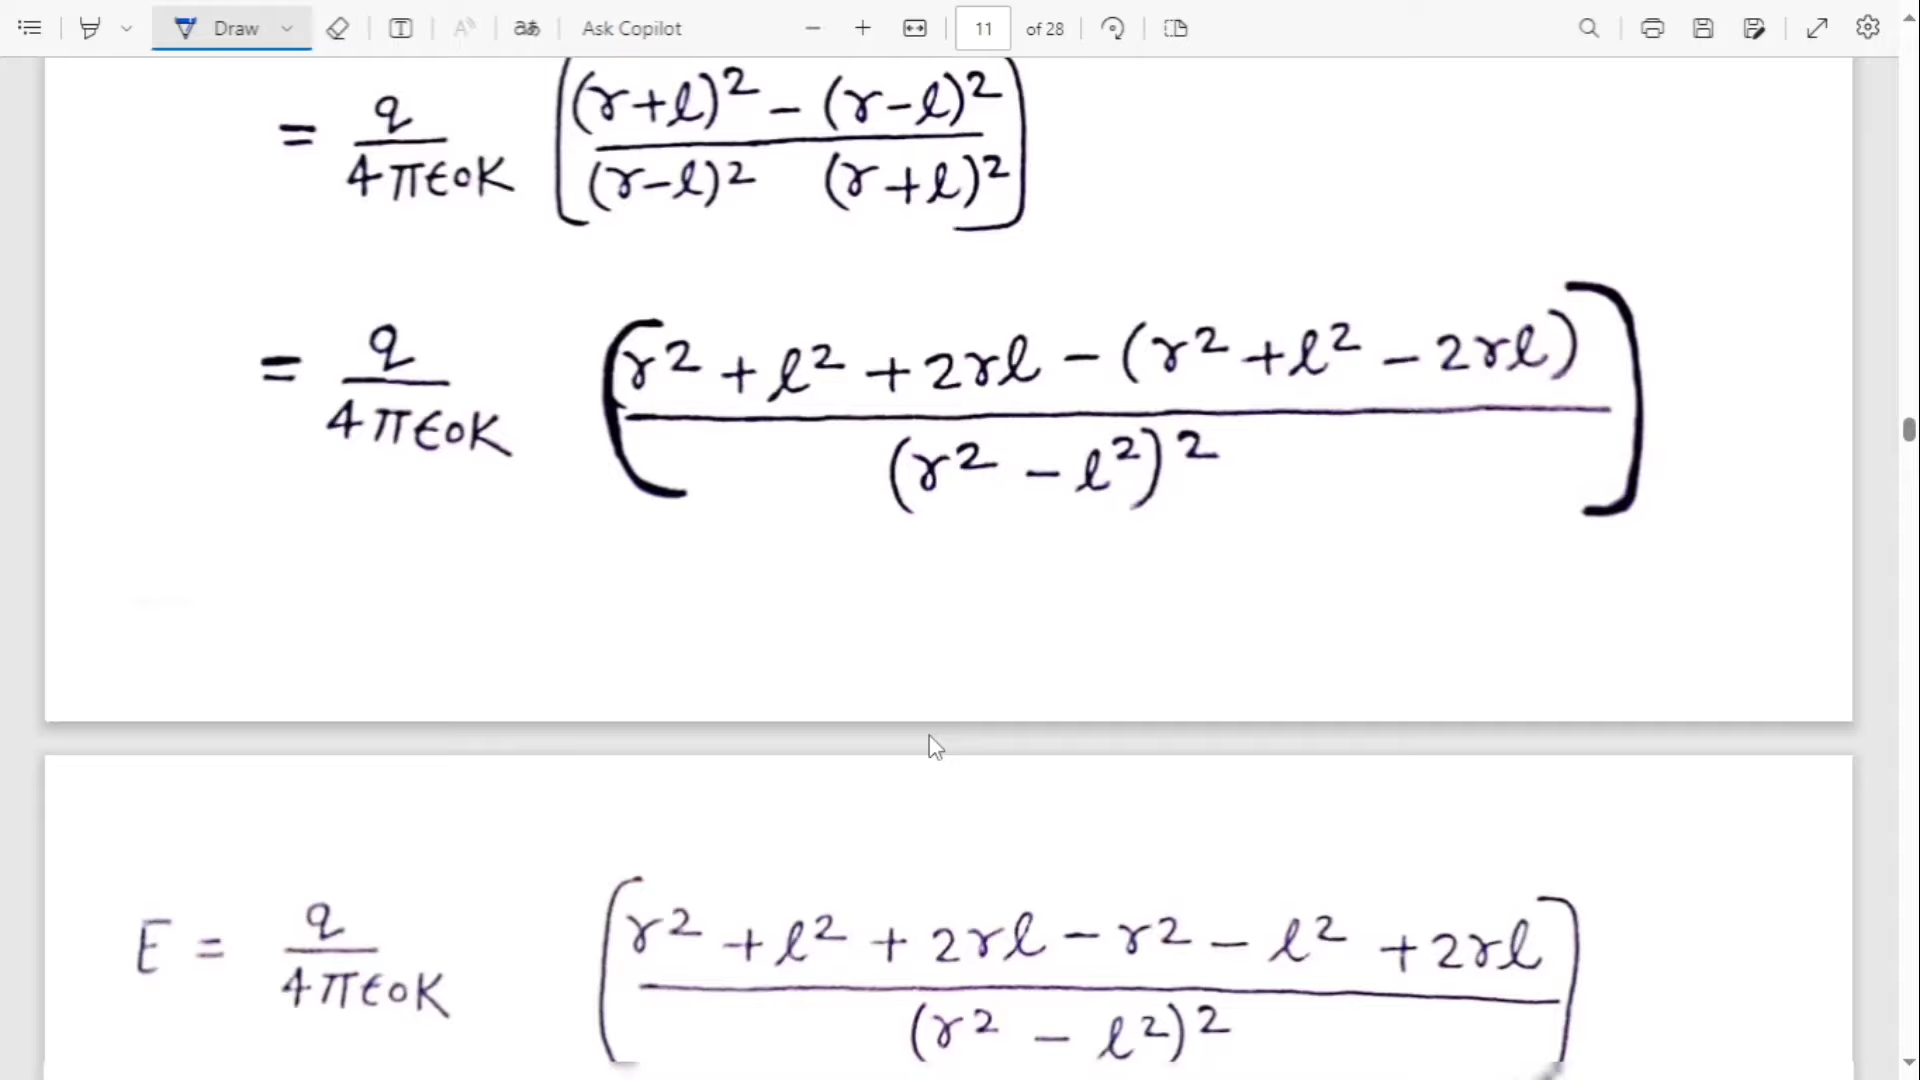 Draw Ask Copilot 11 of 28
= q/4πϵ0K [((r+l)² - (r-l)²)/((r-l)² (r+l)²)]
= q/4πϵ0K [(r² + l² + 2rl - (r² + l² - 2rl))/(r² - l²)²]
E = q/4πϵ0K [(r² + l² + 2rl - r² - l² + 2rl)/(r² - l²)²]